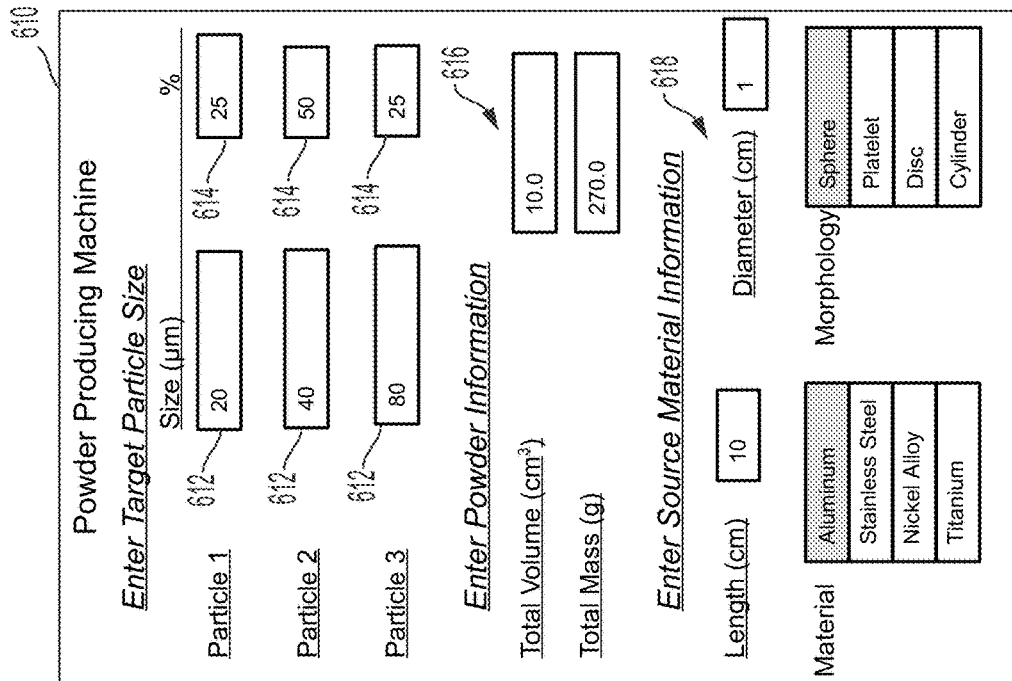 610
Powder Producing Machine
Enter Target Particle Size
Size (µm) %
Particle 1 612 20 614 25
Particle 2 612 40 614 50
Particle 3 612 80 614 25
Enter Powder Information 616
Total Volume (cm³) 10.0
Total Mass (g) 270.0
Enter Source Material Information 618
Length (cm) 10 Diameter (cm) 1
Material Morphology
Aluminum Sphere
Stainless Steel Platelet
Nickel Alloy Disc
Titanium Cylinder